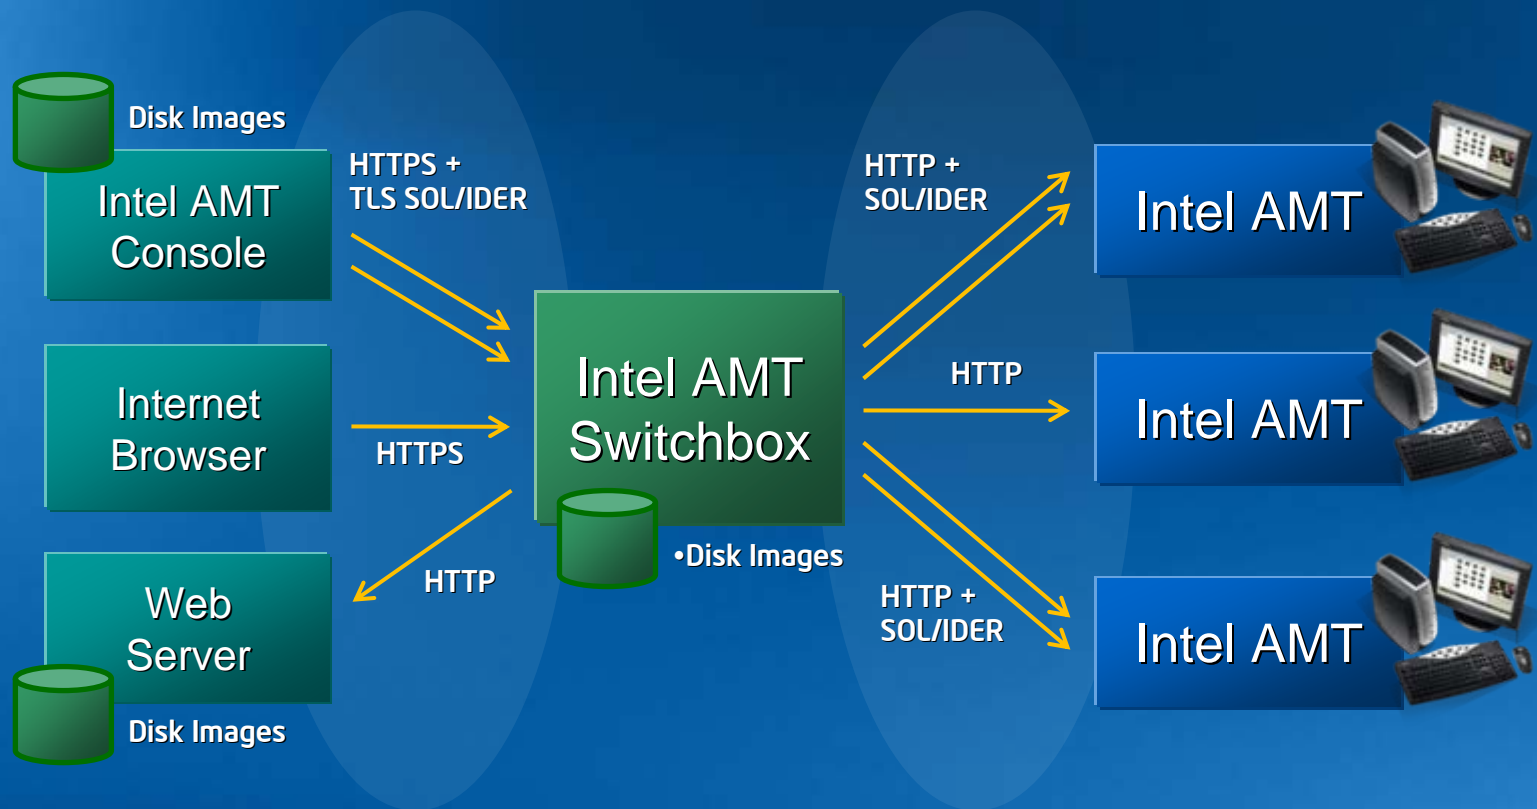 Disk Images
Intel AMT
Console
HTTPS +
TLS SOL/IDER
Internet
Browser
HTTPS
Web
Server
Disk Images
HTTP
Intel AMT
Switchbox
•Disk Images
HTTP +
SOL/IDER
HTTP
HTTP +
SOL/IDER
Intel AMT
Intel AMT
Intel AMT